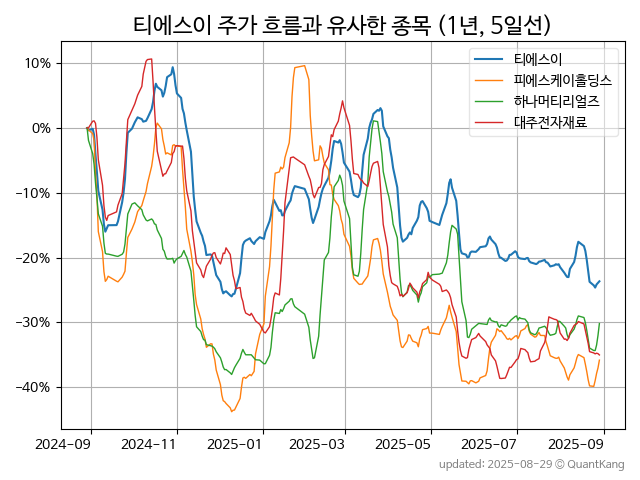 티에스이 주가 흐름과 유사한 종목 (1년, 5일선)
티에스이
피에스케이홀딩스
하나머티리얼즈
대주전자재료
10%
0%
−10%
−20%
−30%
−40%
2024-09 2024-11 2025-01 2025-03 2025-05 2025-07 2025-09
updated: 2025-08-29 © QuantKang